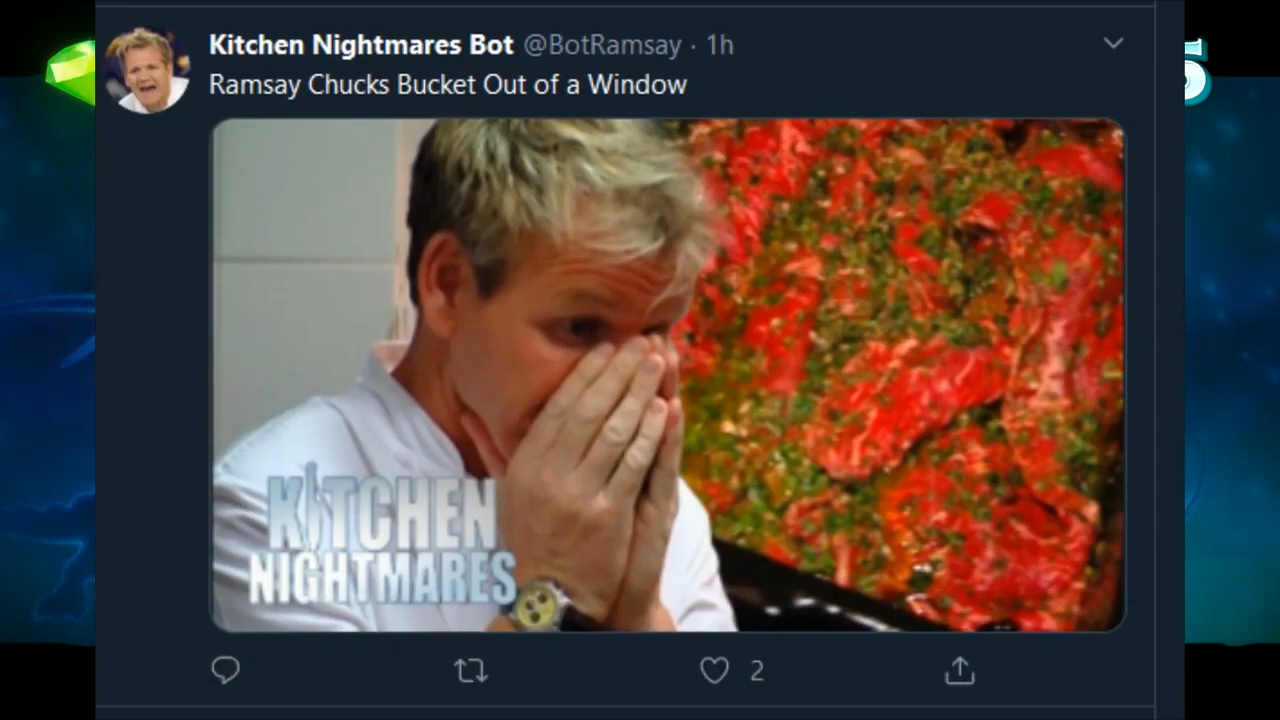 Kitchen Nightmares Bot @BotRamsay · 1h
Ramsay Chucks Bucket Out of a Window
KITCHEN
NIGHTMARES
2